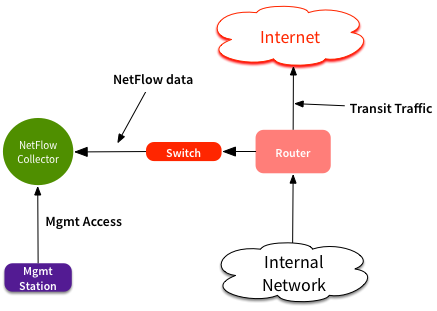 Internet
NetFlow data
Transit Traffic
NetFlow
Collector
Switch
Router
Mgmt Access
Mgmt
Station
Internal
Network